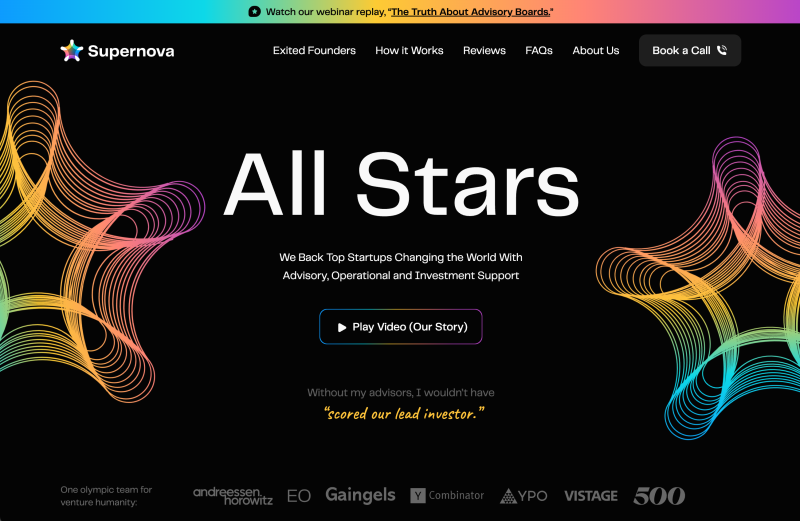 Watch our webinar replay, "The Truth About Advisory Boards."
Supernova
Exited Founders
How it Works
Reviews
FAQs
About Us
Book a Call
All Stars
We Back Top Startups Changing the World With
Advisory, Operational and Investment Support
Play Video (Our Story)
Without my advisors, I wouldn't have
“scored our lead investor.”
One olympic team for
venture humanity:
andreessen.
horowitz
EO
Gaingels
Y Combinator
YPO
VISTAGE
500